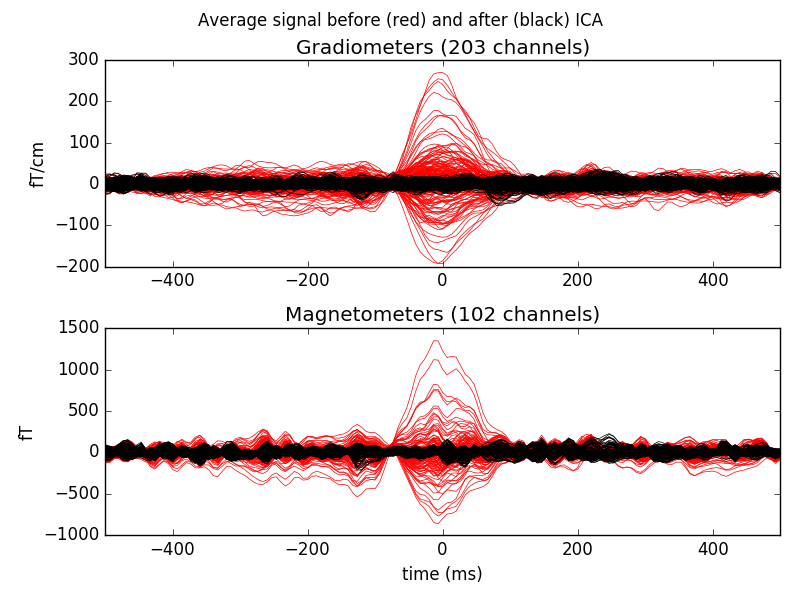 Average signal before (red) and after (black) ICA
Gradiometers (203 channels)
300
200
100
0
−100
−200
fT/cm
−400 −200 0 200 400
Magnetometers (102 channels)
1500
1000
500
0
−500
−1000
fT
−400 −200 0 200 400
time (ms)